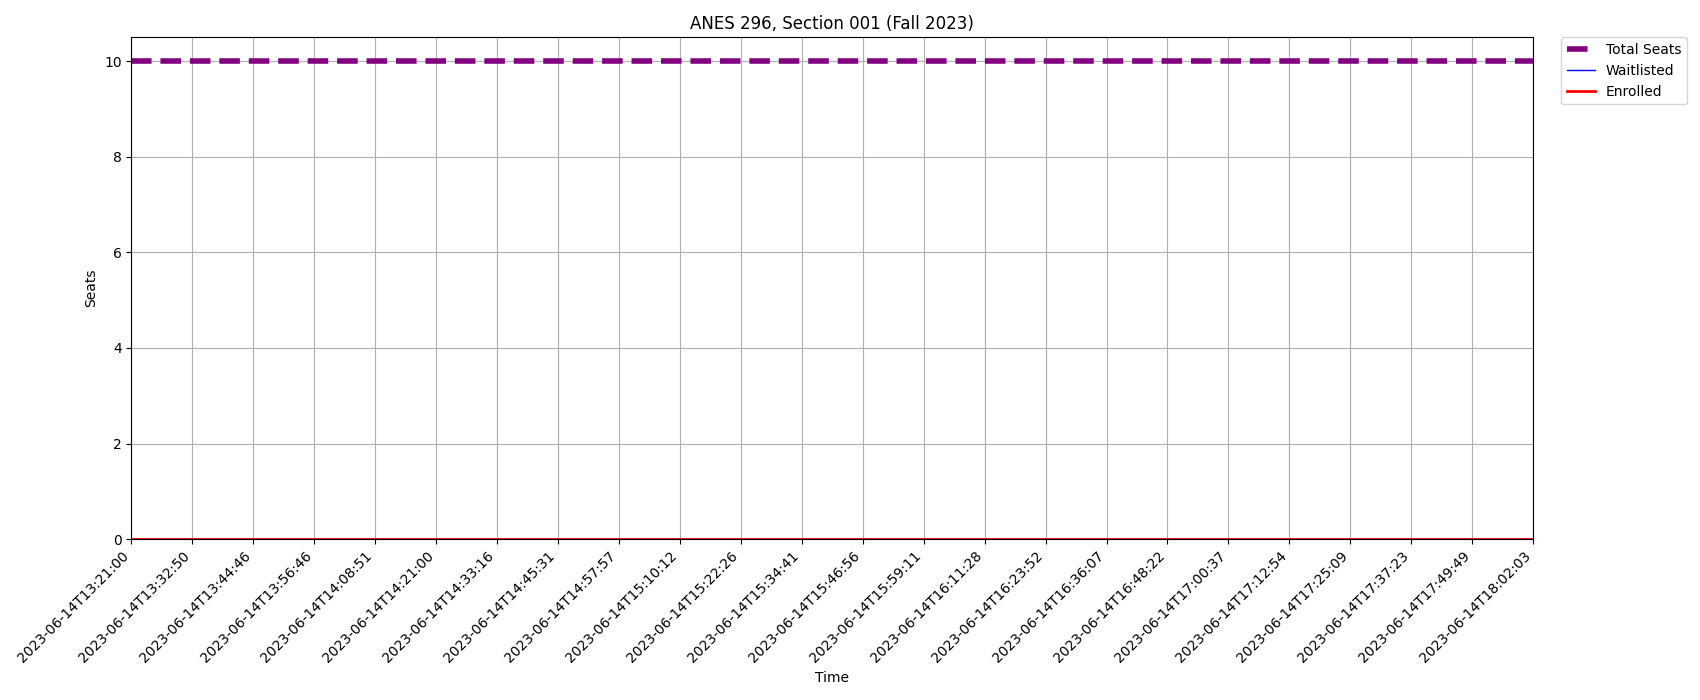 ANES 296, Section 001 (Fall 2023)
Total Seats
Waitlisted
Enrolled
Seats
10
8
6
4
2
0
2023-06-14T13:21:00
2023-06-14T13:32:50
2023-06-14T13:44:46
2023-06-14T13:56:46
2023-06-14T14:08:51
2023-06-14T14:21:00
2023-06-14T14:33:16
2023-06-14T14:45:31
2023-06-14T14:57:57
2023-06-14T15:10:12
2023-06-14T15:22:26
2023-06-14T15:34:41
2023-06-14T15:46:56
2023-06-14T15:59:11
2023-06-14T16:11:28
2023-06-14T16:23:52
2023-06-14T16:36:07
2023-06-14T16:48:22
2023-06-14T17:00:37
2023-06-14T17:12:54
2023-06-14T17:25:09
2023-06-14T17:37:23
2023-06-14T17:49:49
2023-06-14T18:02:03
Time